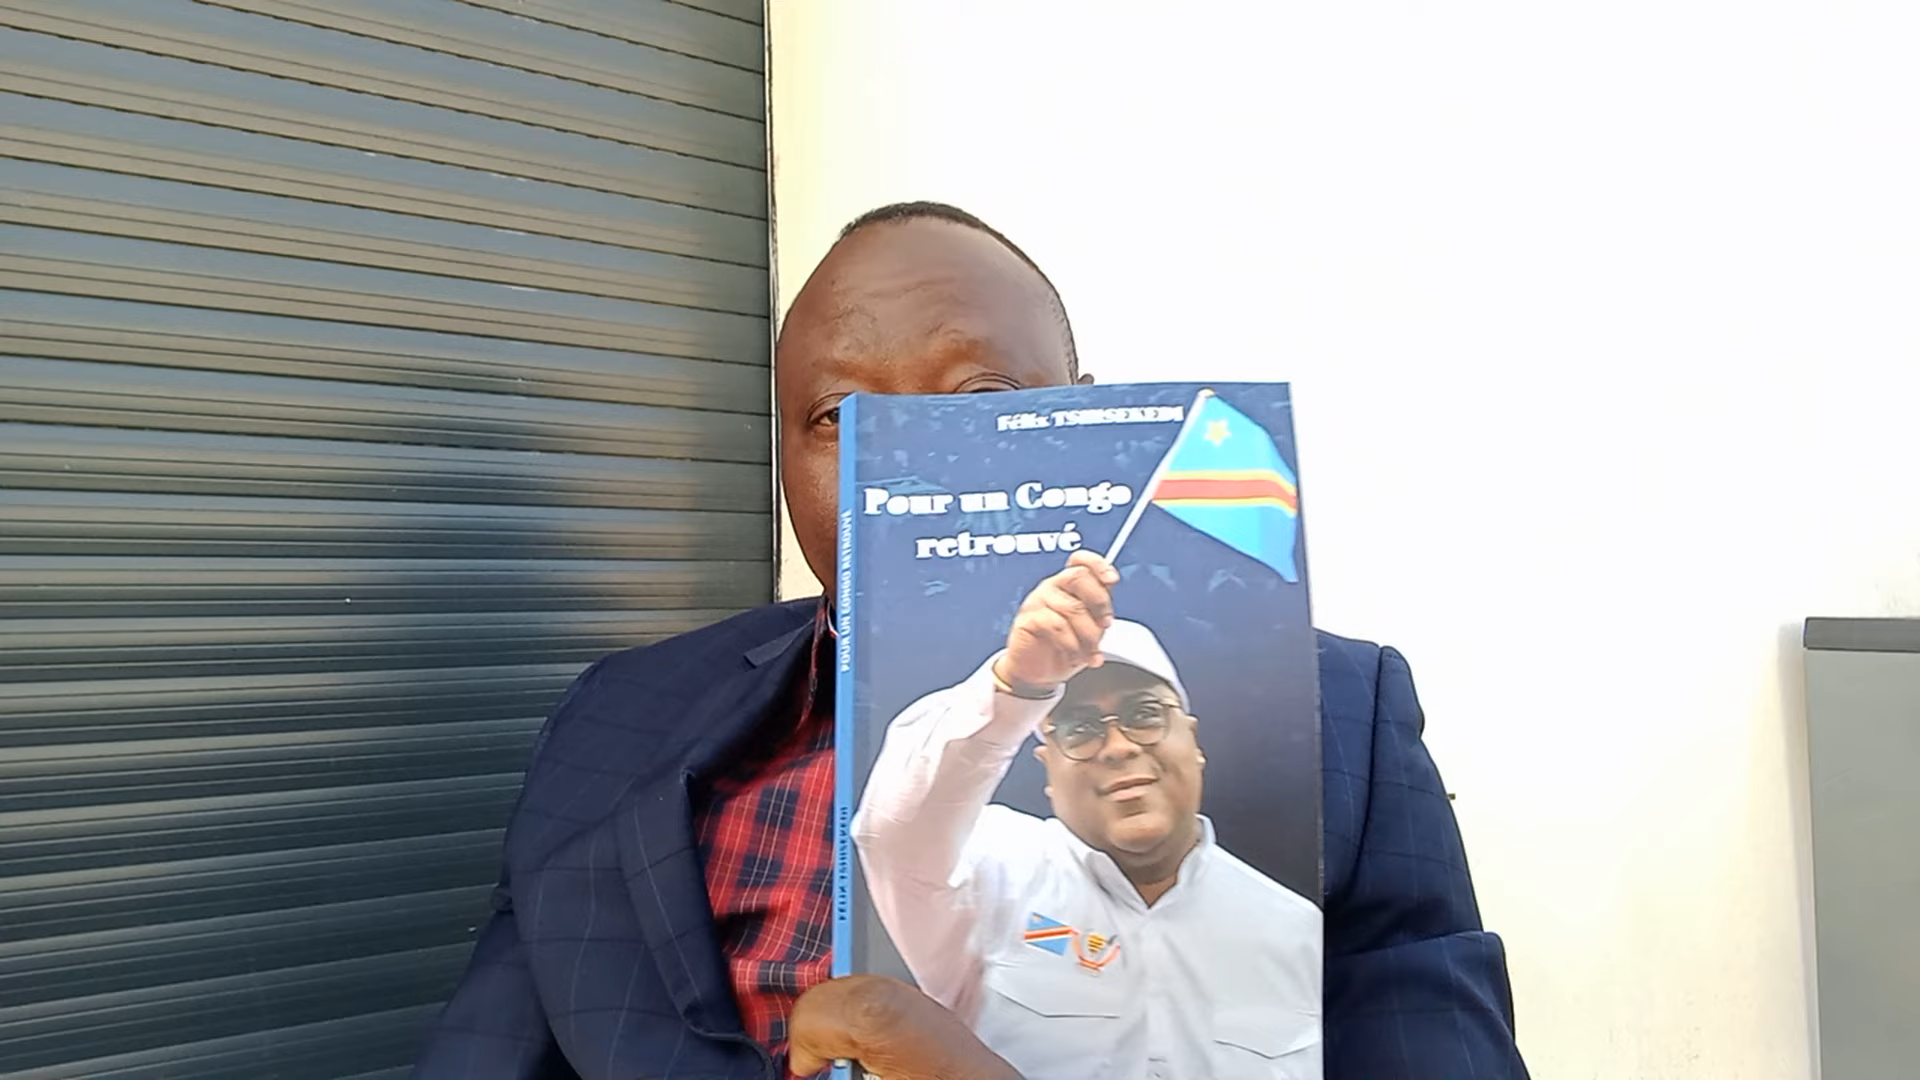 Félix TSHISEKEDI
Pour un Congo
retrouvé
POUR UN CONGO RETROUVÉ
FÉLIX TSHISEKEDI